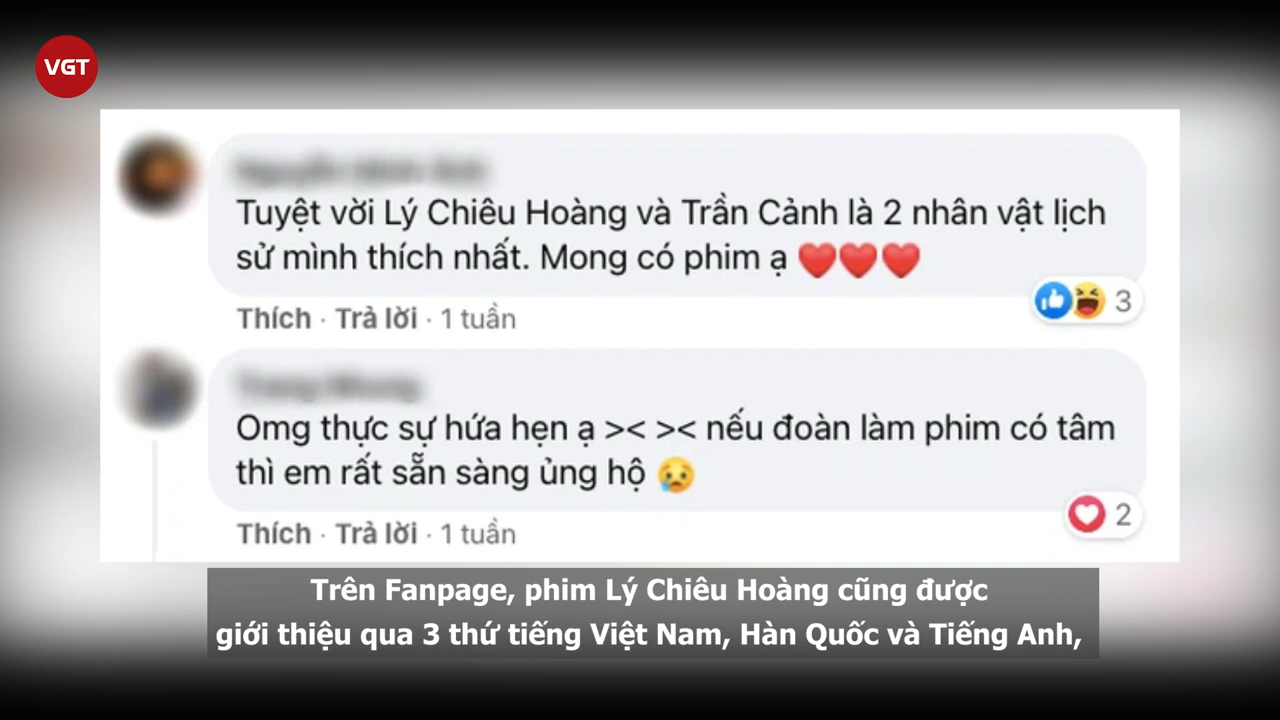 VGT
Tuyệt vời Lý Chiêu Hoàng và Trần Cảnh là 2 nhân vật lịch
sử mình thích nhất. Mong có phim ạ ❤️❤️❤️
Thích · Trả lời · 1 tuần
3
Omg thực sự hứa hẹn ạ >< >< nếu đoàn làm phim có tâm
thì em rất sẵn sàng ủng hộ 😢
Thích · Trả lời · 1 tuần
2
Trên Fanpage, phim Lý Chiêu Hoàng cũng được
giới thiệu qua 3 thứ tiếng Việt Nam, Hàn Quốc và Tiếng Anh,